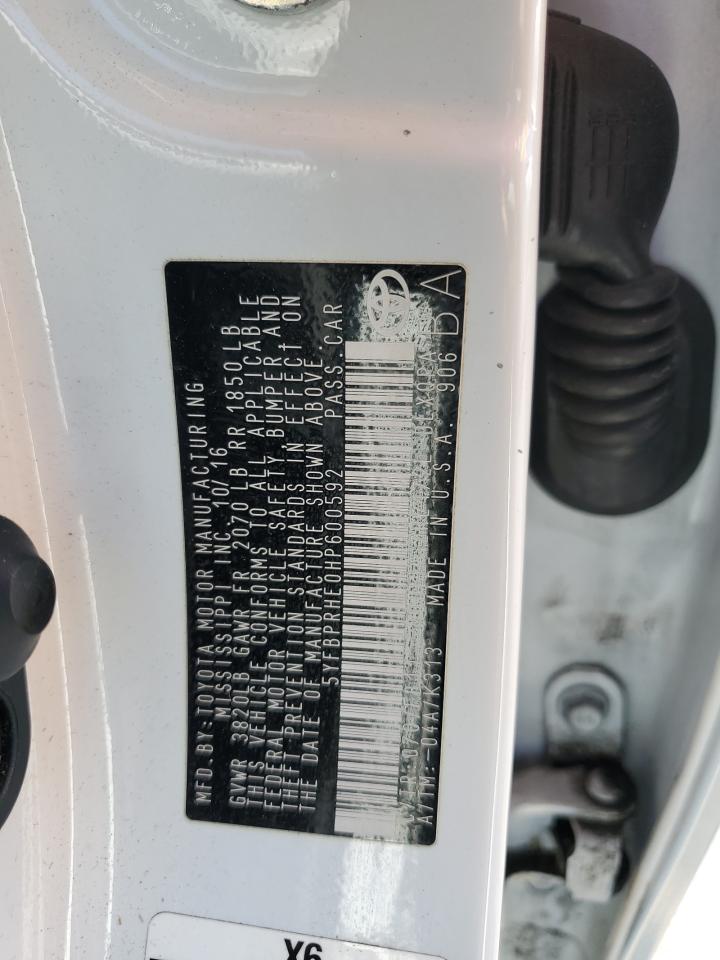 MFD.BY:TOYOTA MOTOR MANUFACTURING
MISSISSIPPI INC. 10/16
GVWR 3820LB GAWR FR 2070 LB RR 1850LB
THIS VEHICLE CONFORMS TO ALL APPLICABLE
FEDERAL MOTOR VEHICLE SAFETY, BUMPER AND
THEFT PREVENTION STANDARDS IN EFFECT ON
THE DATE OF MANUFACTURE SHOWN ABOVE.
5YFBPRHE0HP600592 PASS. CAR
A/TM:-04A/K313 MADE IN U.S.A. 906 DA
X6